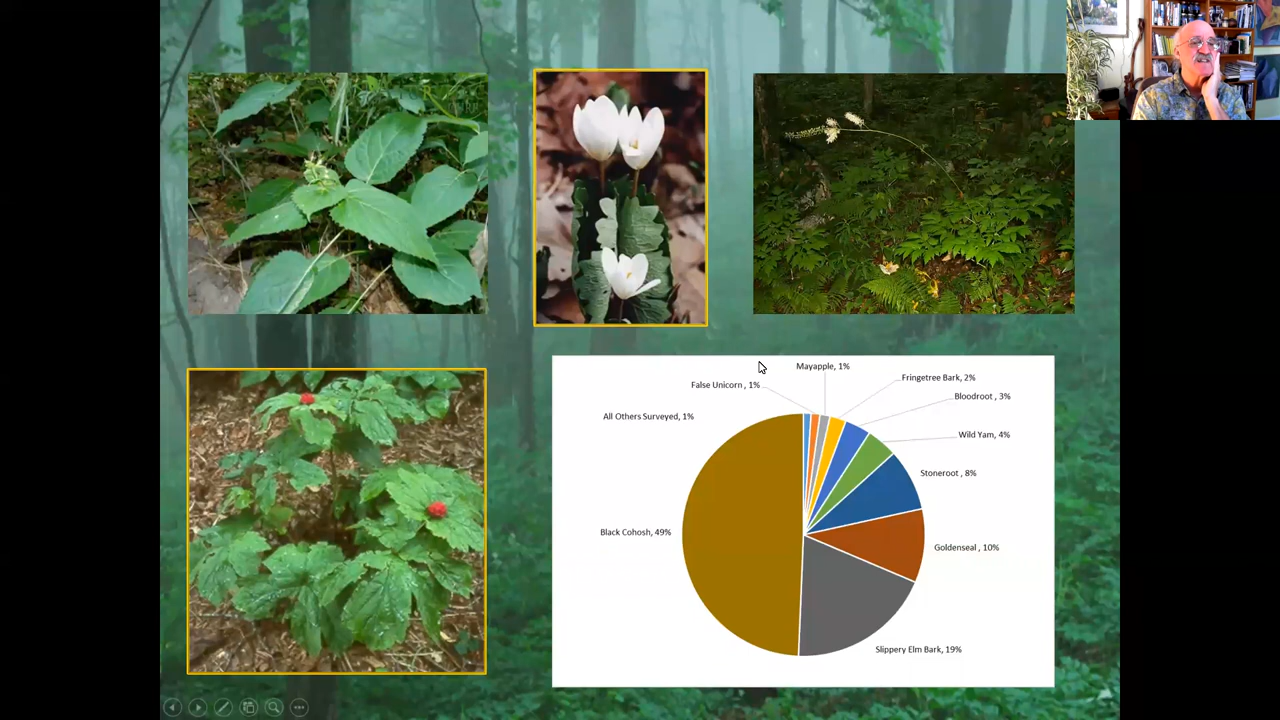 Mayapple, 1%
Fringetree Bark, 2%
False Unicorn , 1%
Bloodroot , 3%
All Others Surveyed, 1%
Wild Yam, 4%
Stoneroot , 8%
Black Cohosh, 49%
Goldenseal , 10%
Slippery Elm Bark, 19%